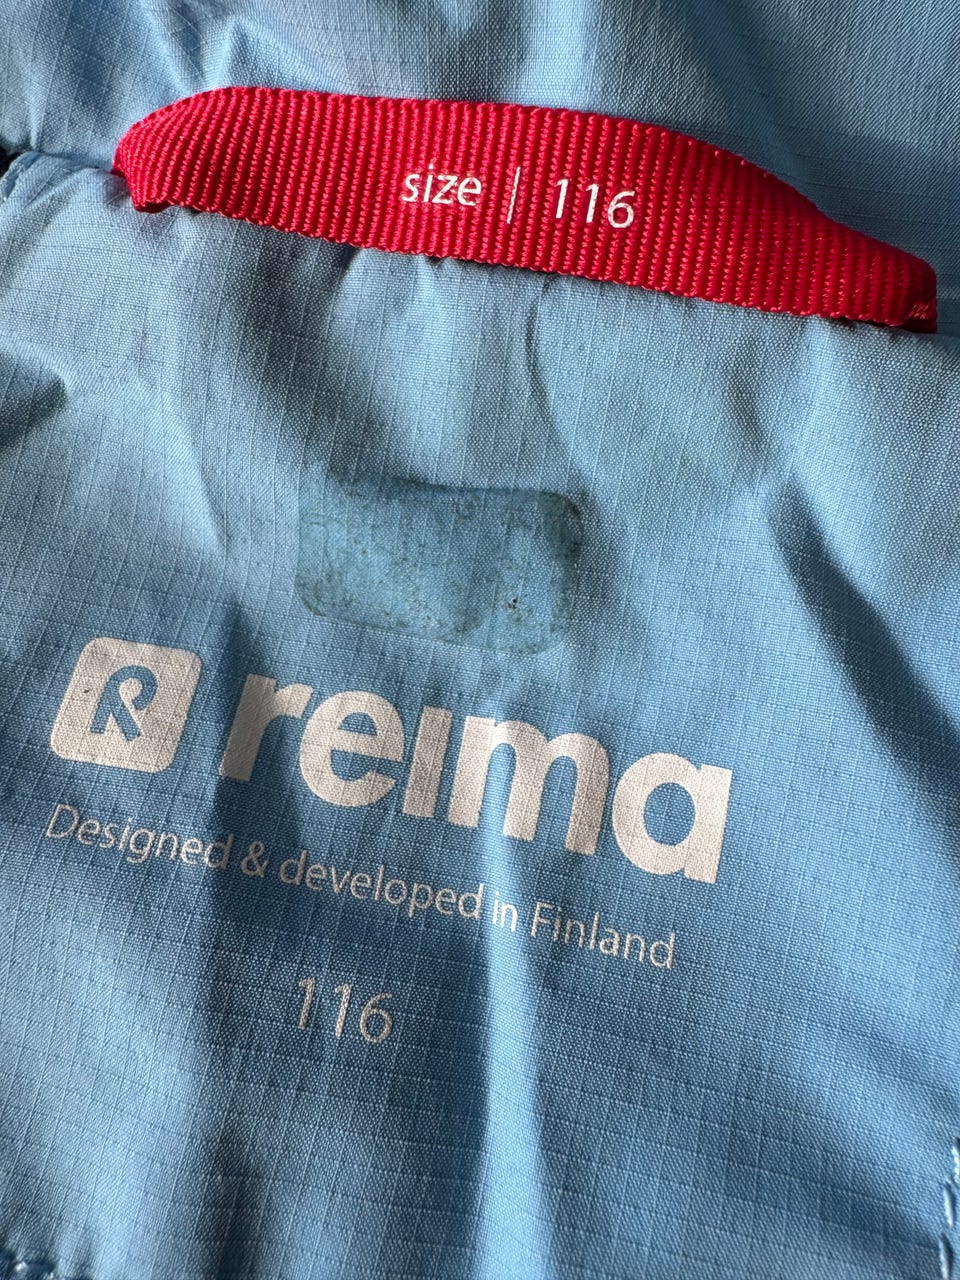 size | 116
reima
Designed & developed in Finland
116